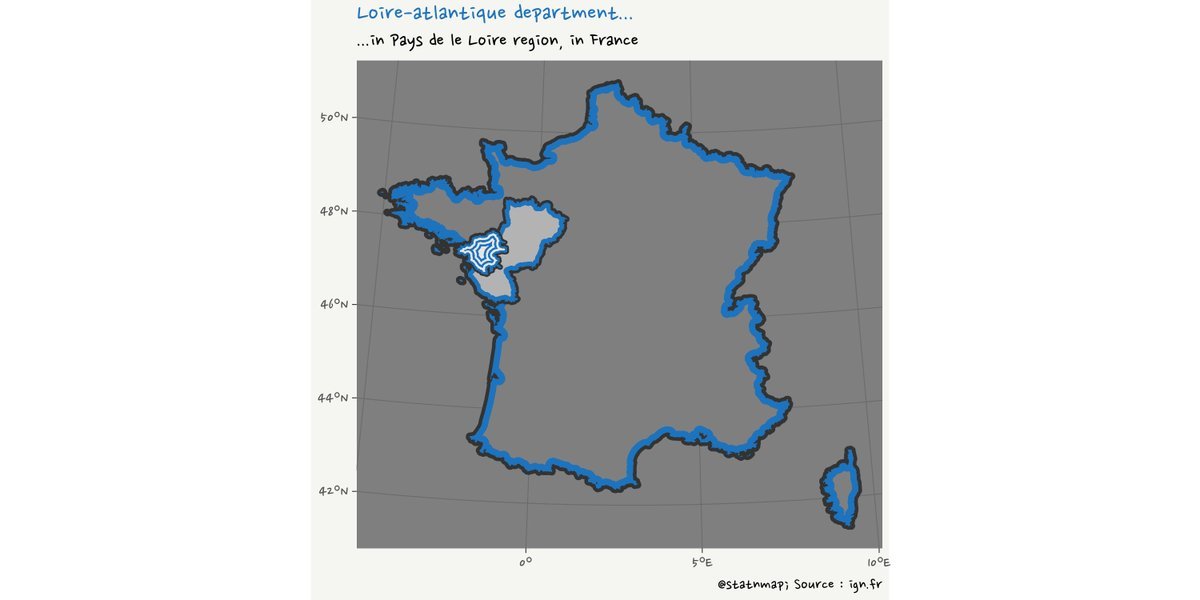 Loire-atlantique department...
...in Pays de le Loire region, in France
50°N
48°N
46°N
44°N
42°N
0° 5°E 10°E
@statnmap; Source : ign.fr